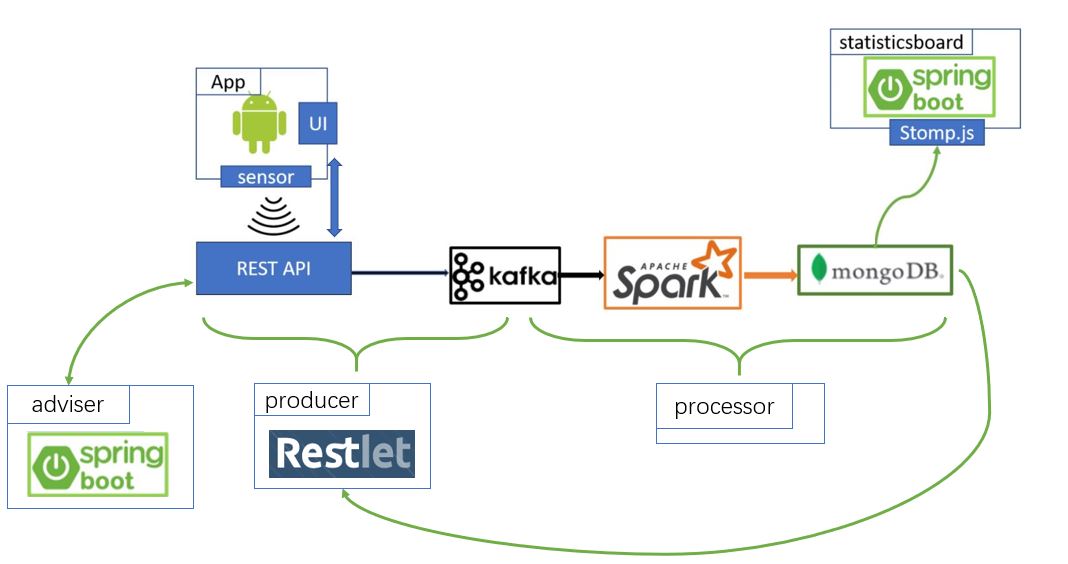 statisticsboard
spring
boot
Stomp.js
App
UI
sensor
REST API
kafka
APACHE
Spark™
mongoDB®
adviser
spring
boot
producer
Restlet
processor